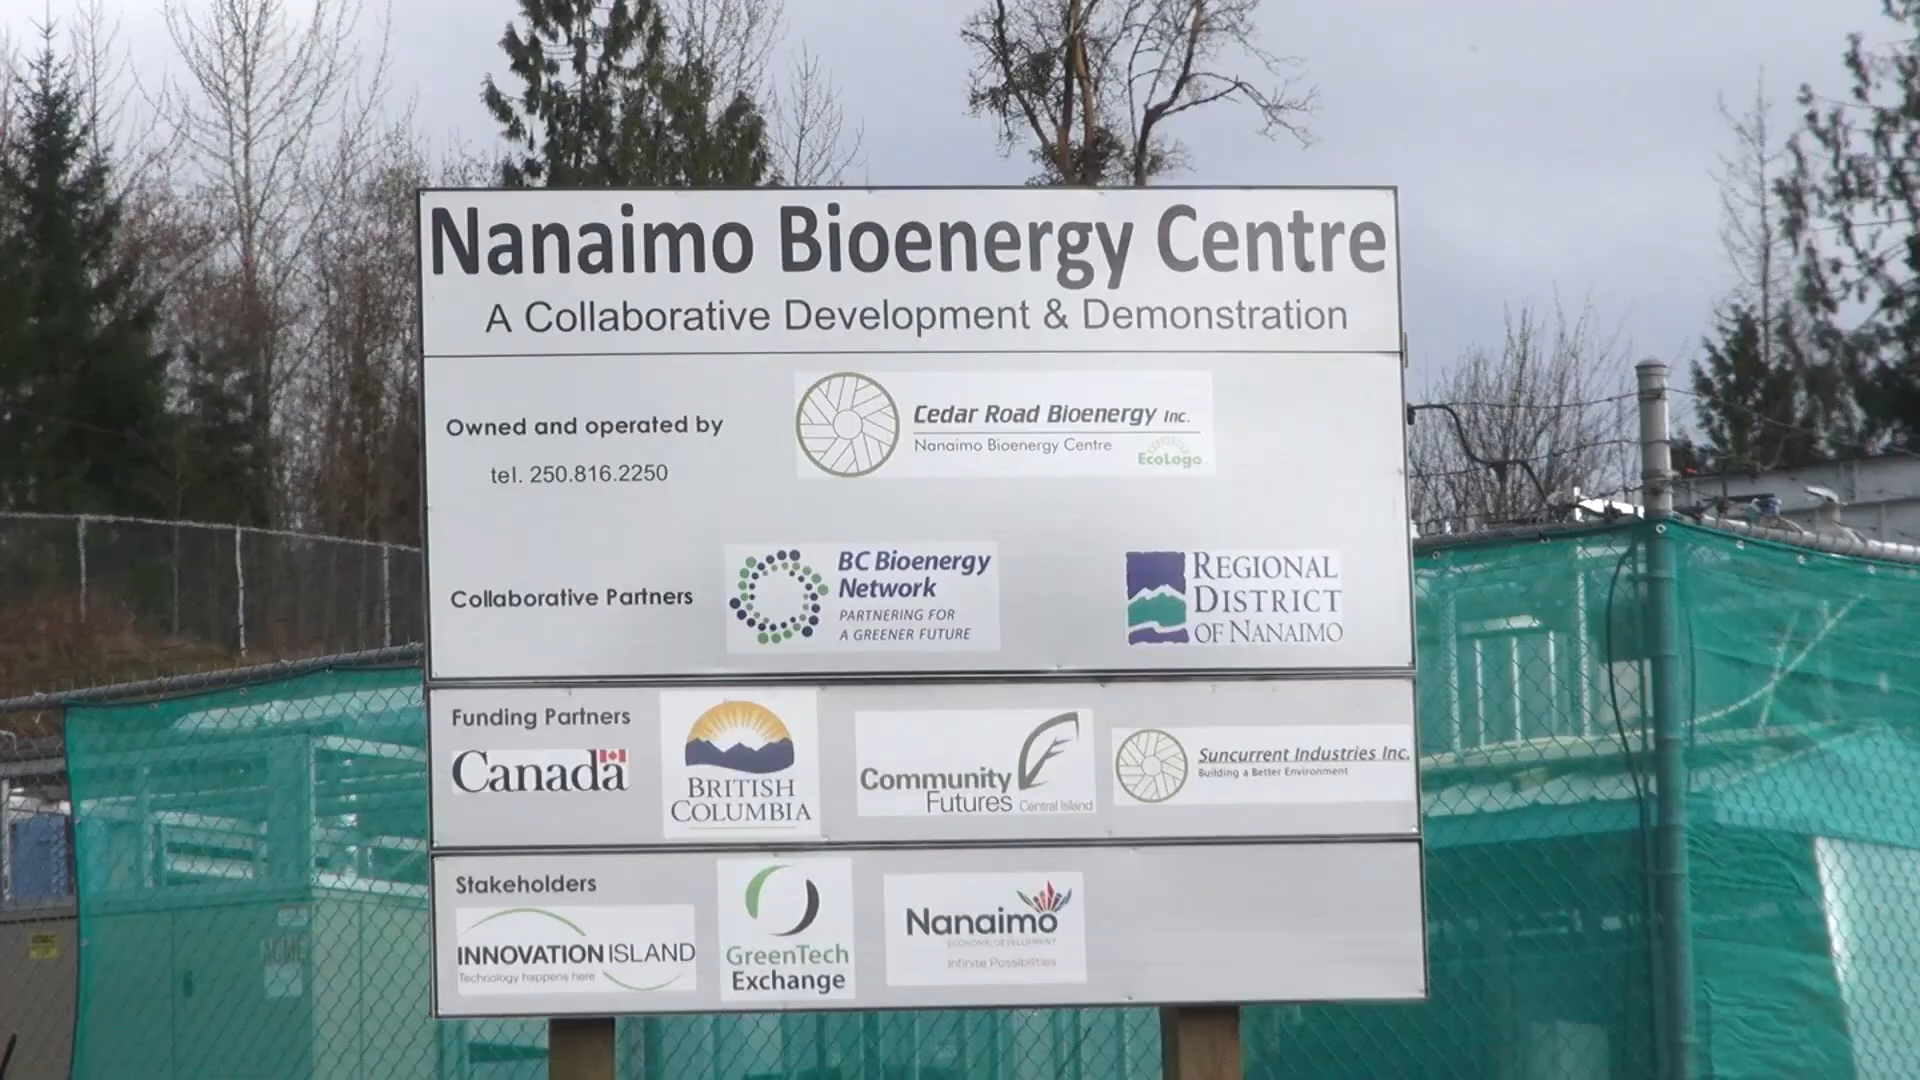 Nanaimo Bioenergy Centre
A Collaborative Development & Demonstration
Owned and operated by
tel. 250.816.2250
Cedar Road Bioenergy Inc.
Nanaimo Bioenergy Centre
EcoLogo
Collaborative Partners
BC Bioenergy
Network
PARTNERING FOR
A GREENER FUTURE
REGIONAL
DISTRICT
OF NANAIMO
Funding Partners
Canada
BRITISH
COLUMBIA
Community
Futures Central Island
Suncurrent Industries Inc.
Building a Better Environment
Stakeholders
INNOVATION ISLAND
Technology happens here
GreenTech
Exchange
Nanaimo
ECONOMIC DEVELOPMENT
Infinite Possibilities